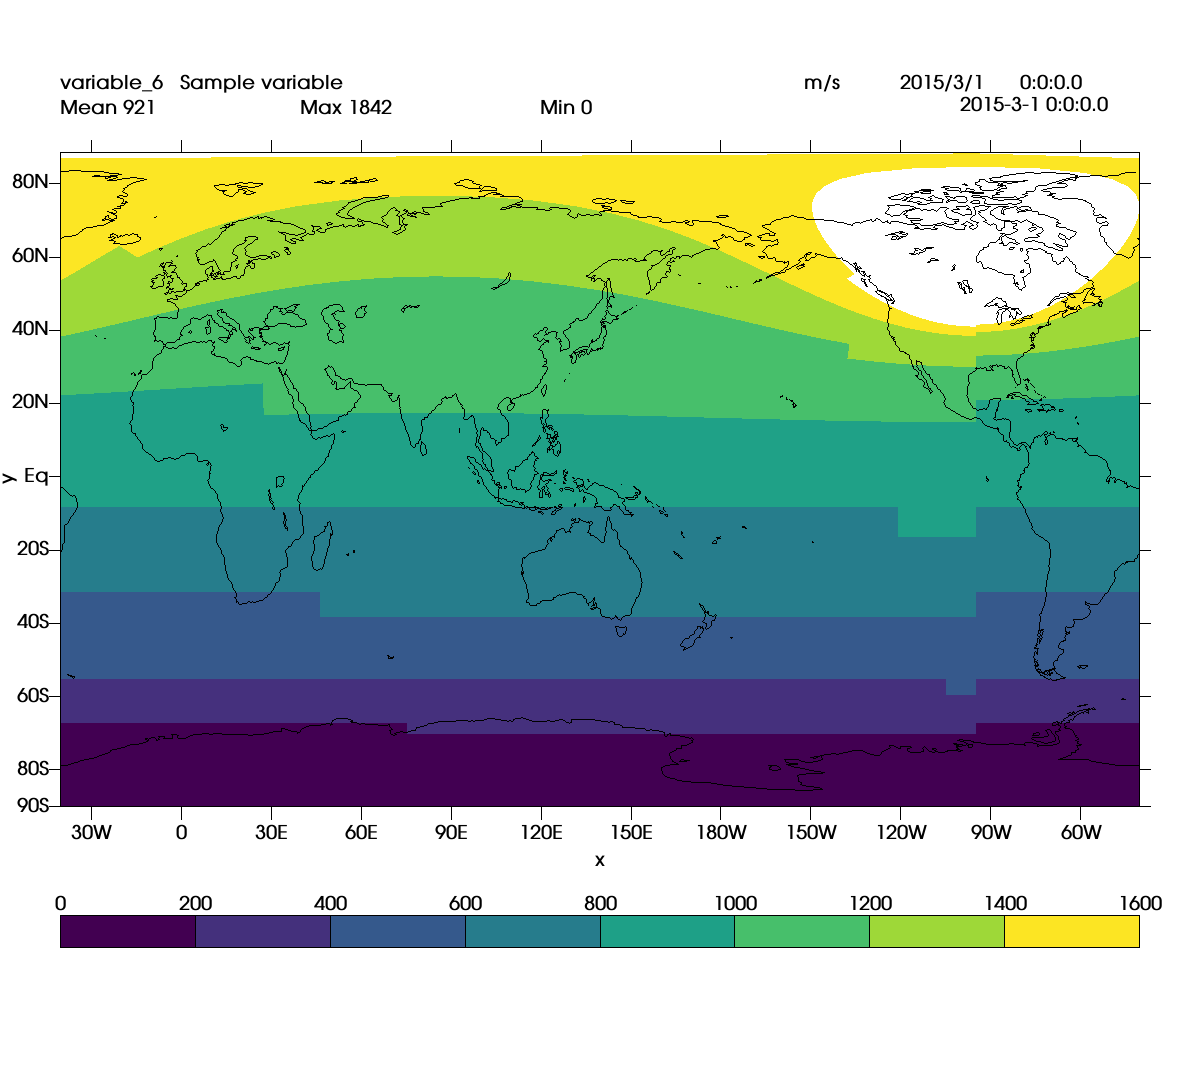 variable_6 Sample variable m/s 2015/3/1 0:0:0.0
Mean 921 Max 1842 Min 0 2015-3-1 0:0:0.0
80N
60N
40N
20N
y Eq
20S
40S
60S
80S
90S
30W 0 30E 60E 90E 120E 150E 180W 150W 120W 90W 60W
x
0 200 400 600 800 1000 1200 1400 1600